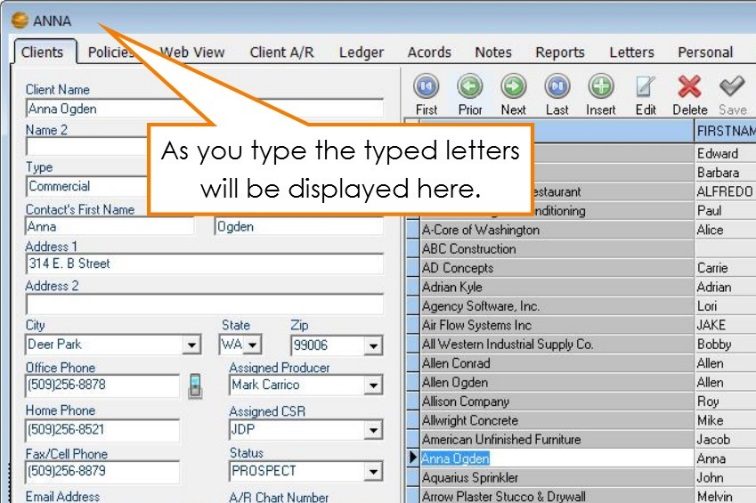 ANNA
Clients Policies Web View Client A/R Ledger Acords Notes Reports Letters Personal
First Prior Next Last Insert Edit Delete Save
Client Name
Anna Ogden
Name 2
Type
Commercial
Contact's First Name
Anna Ogden
Address 1
314 E. B Street
Address 2
City State Zip
Deer Park WA 99006
Office Phone Assigned Producer
(509)256-8878 Mark Carrico
Home Phone Assigned CSR
(509)256-8521 JDP
Fax/Cell Phone Status
(509)256-8879 PROSPECT
Email Address A/R Chart Number
As you type the typed letters
will be displayed here.
FIRSTNAM
Edward
Barbara
estaurant ALFREDO
nditioning Paul
A-Core of Washington Alice
ABC Construction
AD Concepts Carrie
Adrian Kyle Adrian
Agency Software, Inc. Lori
Air Flow Systems Inc JAKE
All Western Industrial Supply Co. Bobby
Allen Conrad Allen
Allen Ogden Allen
Allison Company Roy
Allwright Concrete Mike
American Unfinished Furniture Jacob
Anna Ogden Anna
Aquarius Sprinkler John
Arrow Plaster Stucco & Drywall Melvin